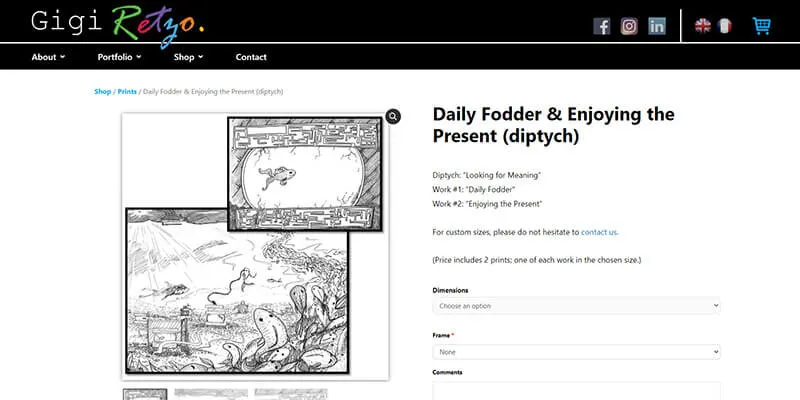 Gigi Retzo.
About
Portfolio
Shop
Contact
Shop / Prints / Daily Fodder & Enjoying the Present (diptych)
Daily Fodder & Enjoying the
Present (diptych)
Diptych: “Looking for Meaning”
Work #1: “Daily Fodder”
Work #2: “Enjoying the Present”
For custom sizes, please do not hesitate to contact us.
(Price includes 2 prints; one of each work in the chosen size.)
Dimensions
Choose an option
Frame *
None
Comments